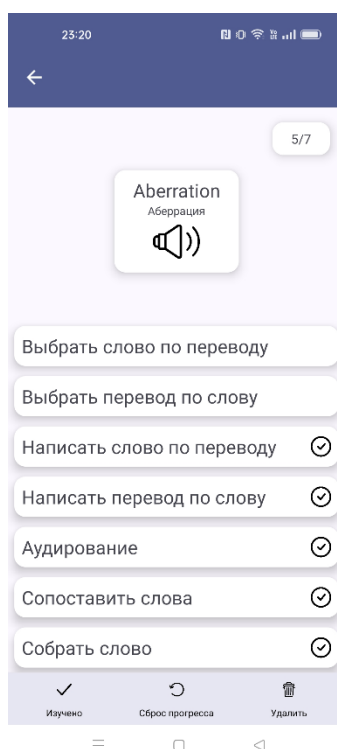 23:20
5/7
Aberration
Аберрация
Выбрать слово по переводу
Выбрать перевод по слову
Написать слово по переводу
Написать перевод по слову
Аудирование
Сопоставить слова
Собрать слово
Изучено Сброс прогресса Удалить